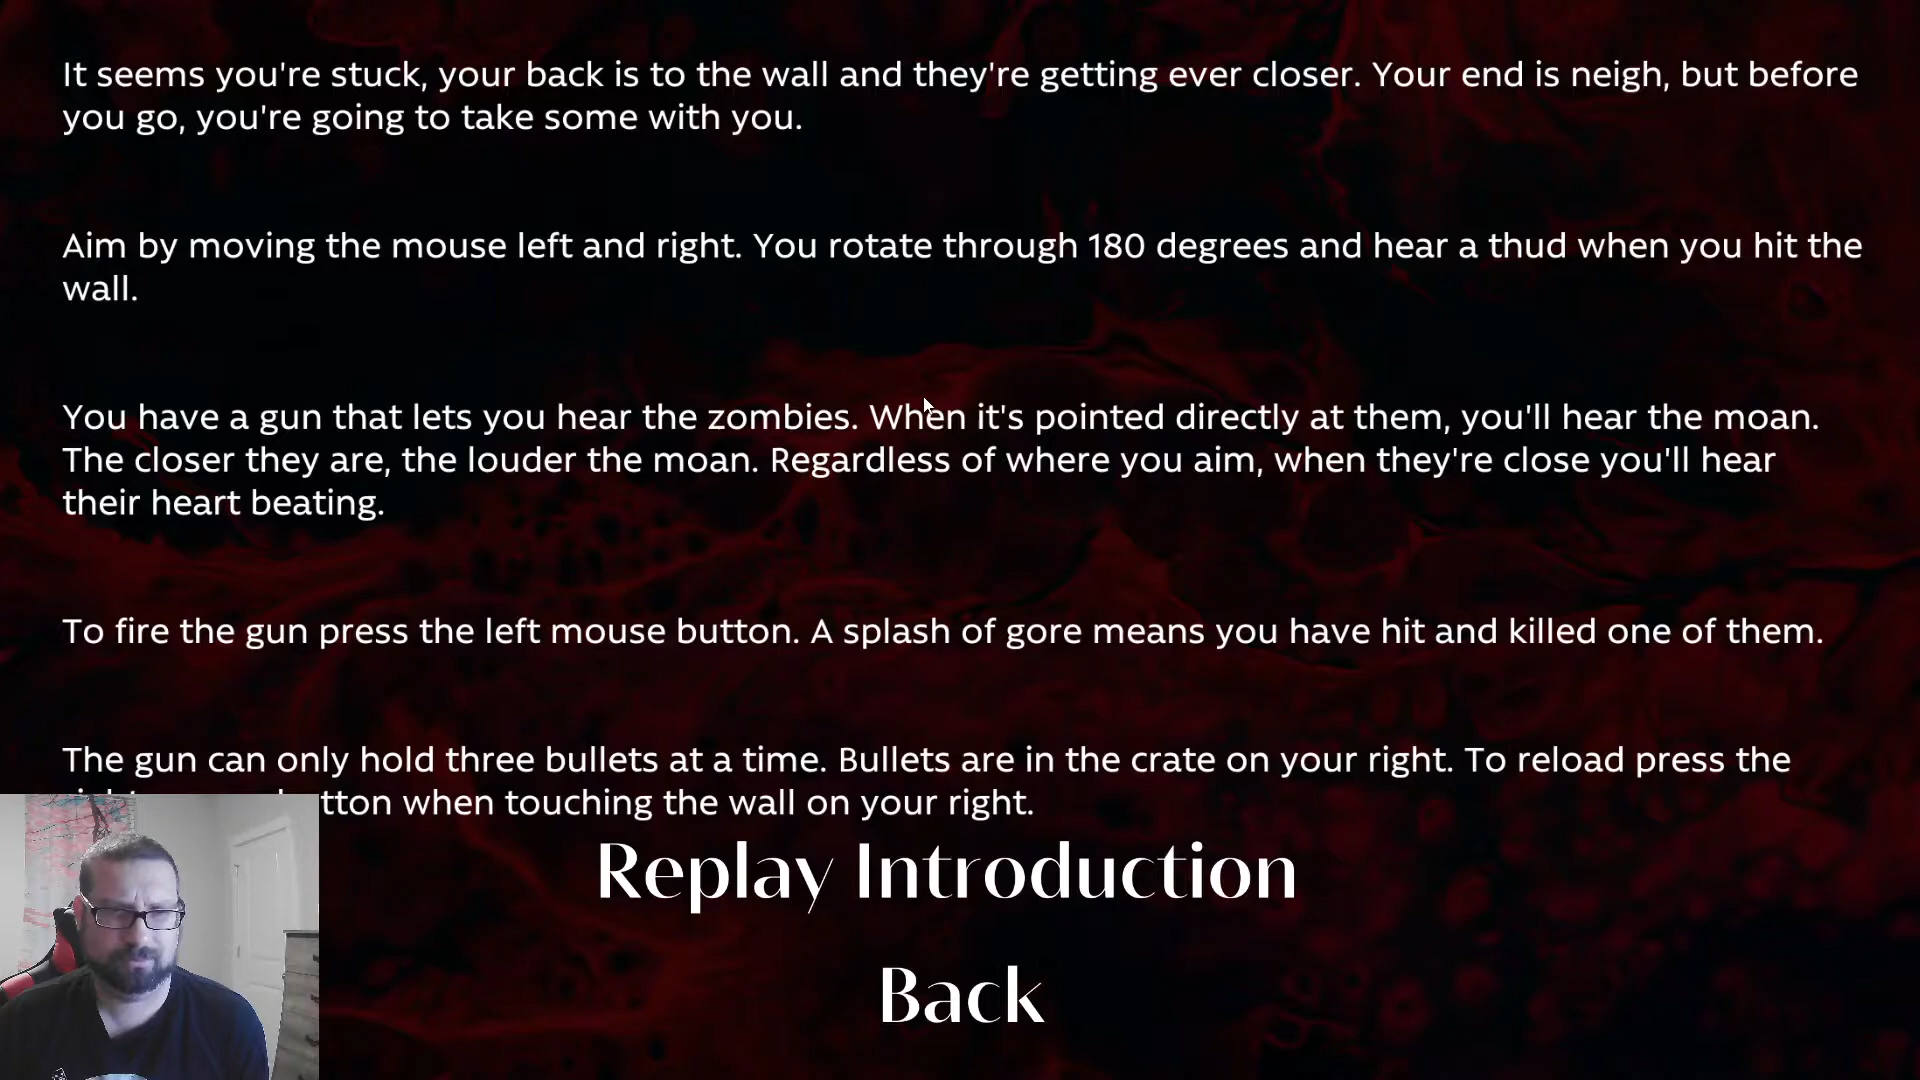 It seems you're stuck, your back is to the wall and they're getting ever closer. Your end is neigh, but before
you go, you're going to take some with you.
Aim by moving the mouse left and right. You rotate through 180 degrees and hear a thud when you hit the
wall.
You have a gun that lets you hear the zombies. When it's pointed directly at them, you'll hear the moan.
The closer they are, the louder the moan. Regardless of where you aim, when they're close you'll hear
their heart beating.
To fire the gun press the left mouse button. A splash of gore means you have hit and killed one of them.
The gun can only hold three bullets at a time. Bullets are in the crate on your right. To reload press the
when touching the wall on your right.
Replay Introduction
Back